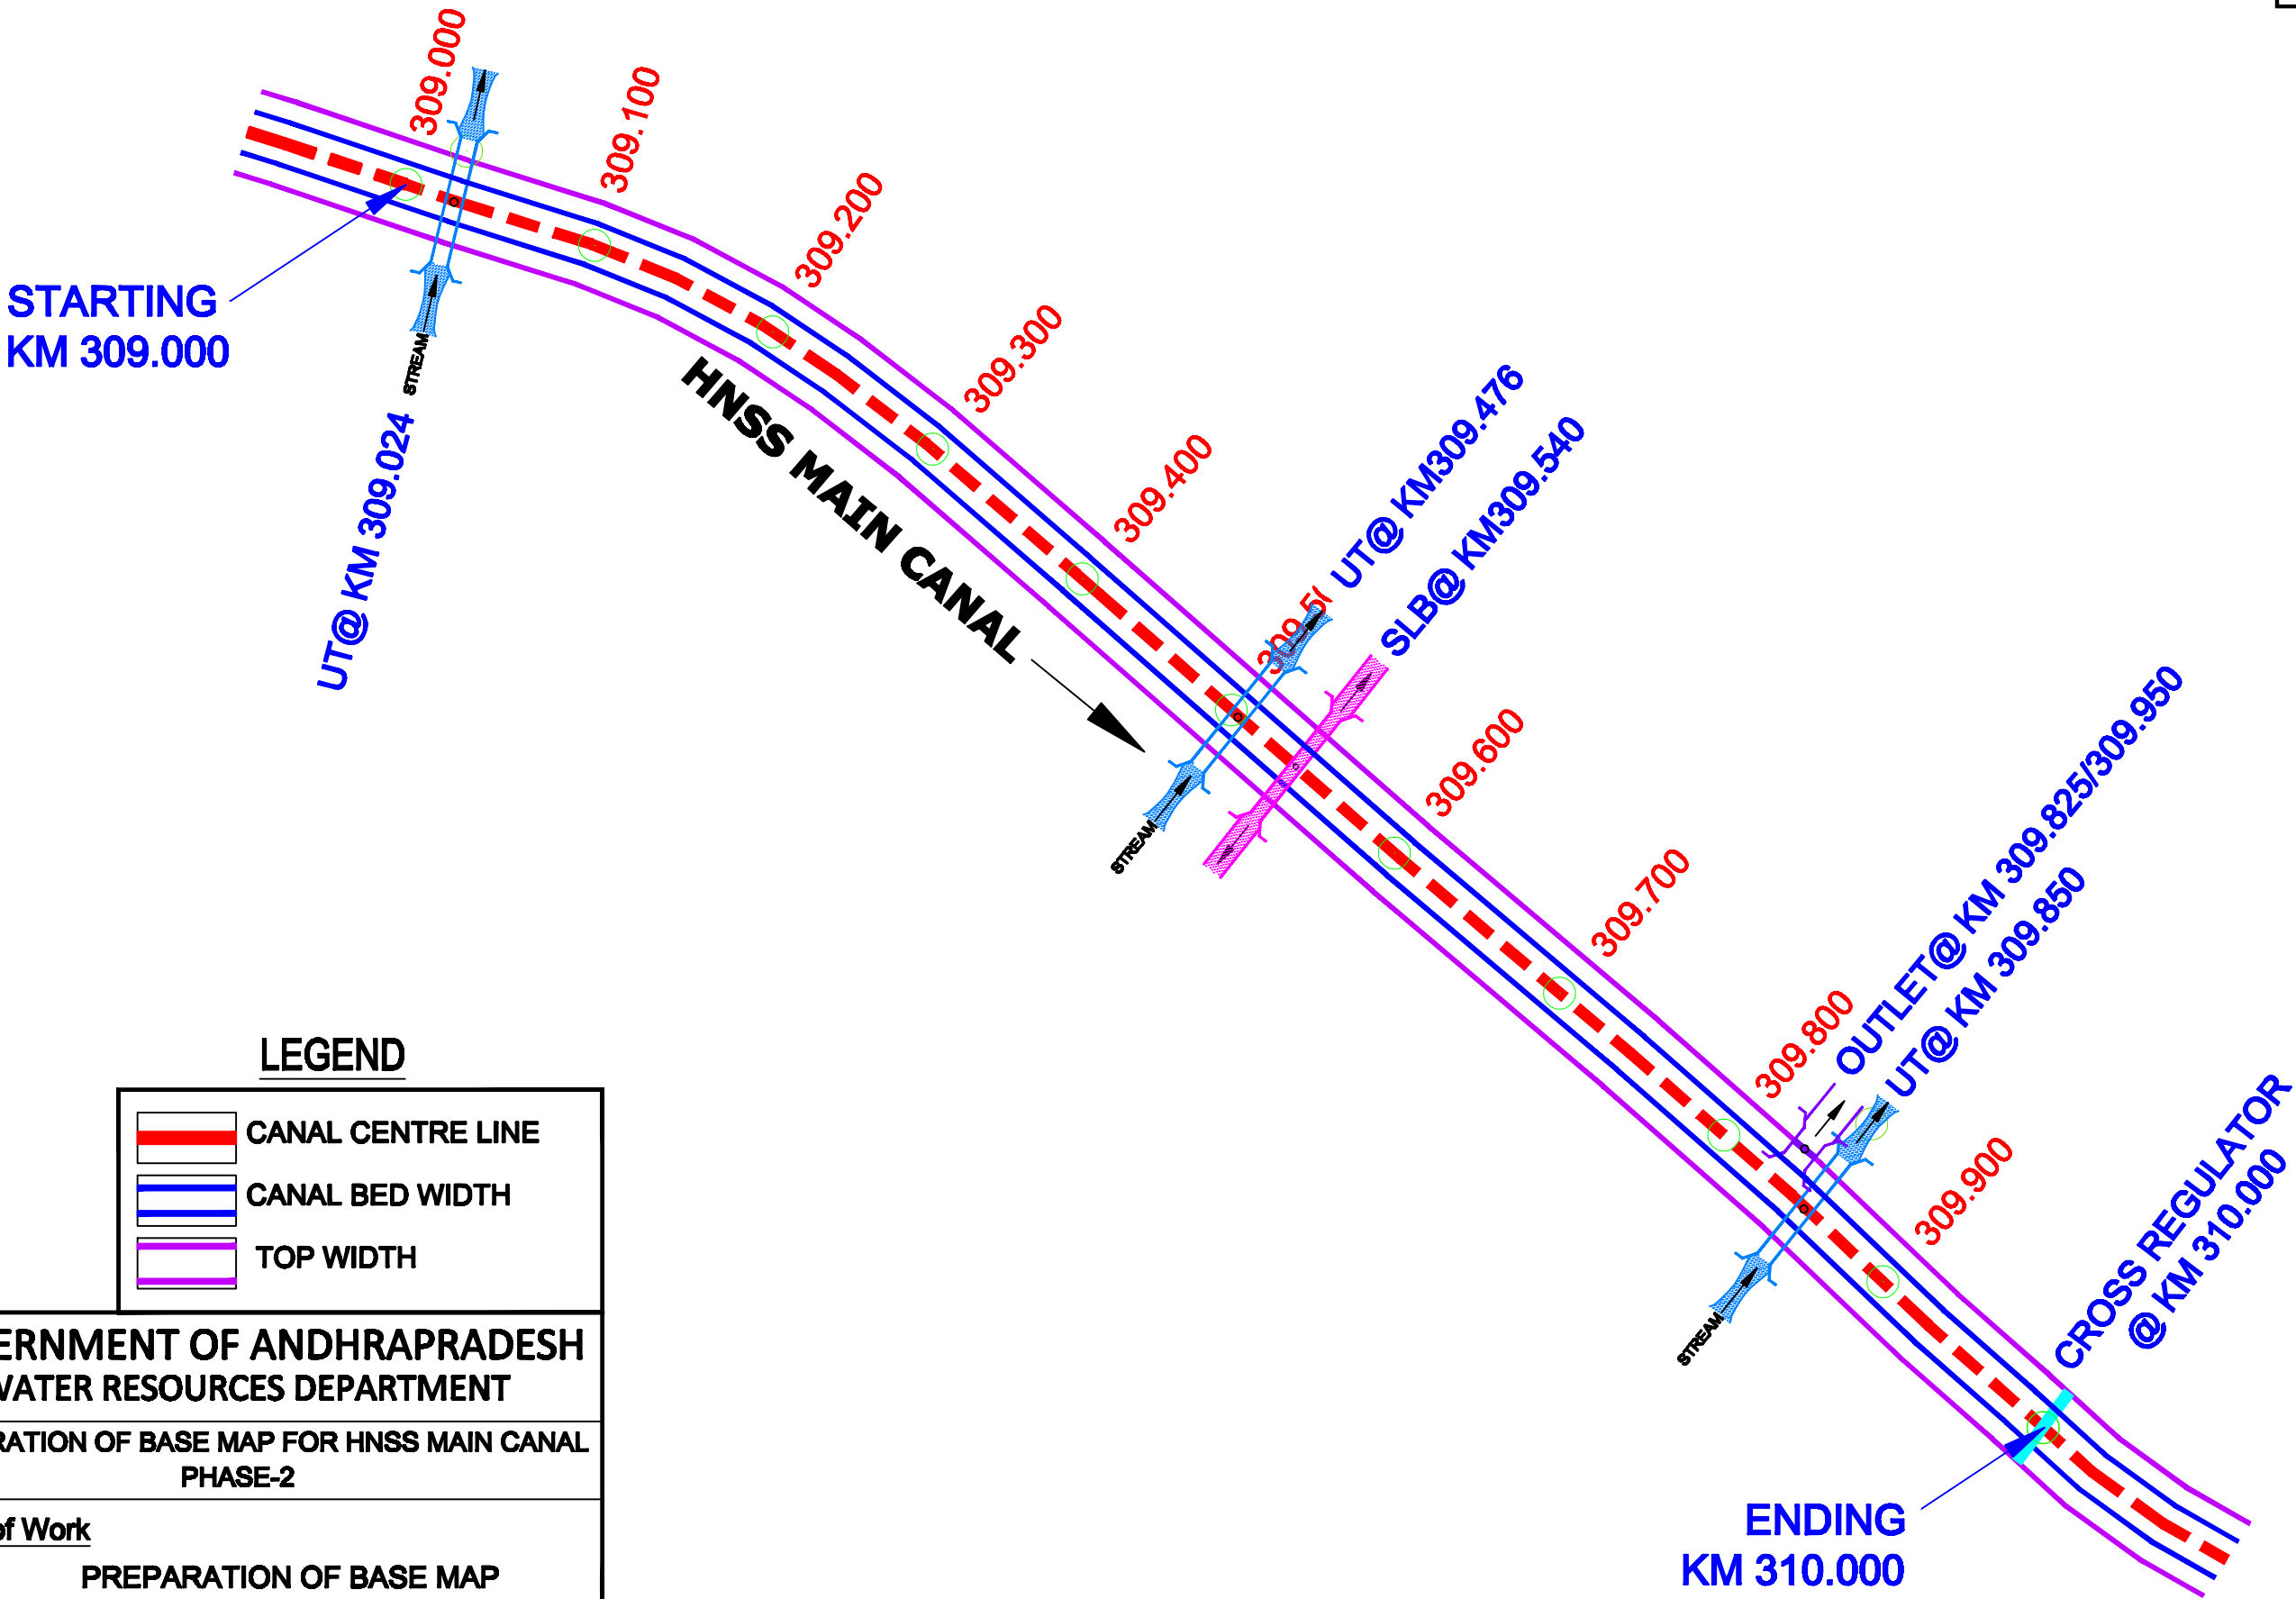 309.000
309.100
309.200
309.300
309.400
309.600
309.700
309.800
309.900
STARTING
KM 309.000
STREAM
UT@ KM 309.024
HNSS MAIN CANAL
UT@ KM309.476
SLB@ KM309.540
STREAM
OUTLET@ KM 309.825/309.950
UT@ KM 309.850
STREAM
CROSS REGULATOR
@ KM 310.000
ENDING
KM 310.000
LEGEND
CANAL CENTRE LINE
CANAL BED WIDTH
TOP WIDTH
ERNMENT OF ANDHRAPRADESH
WATER RESOURCES DEPARTMENT
RATION OF BASE MAP FOR HNSS MAIN CANAL
PHASE-2
of Work
PREPARATION OF BASE MAP